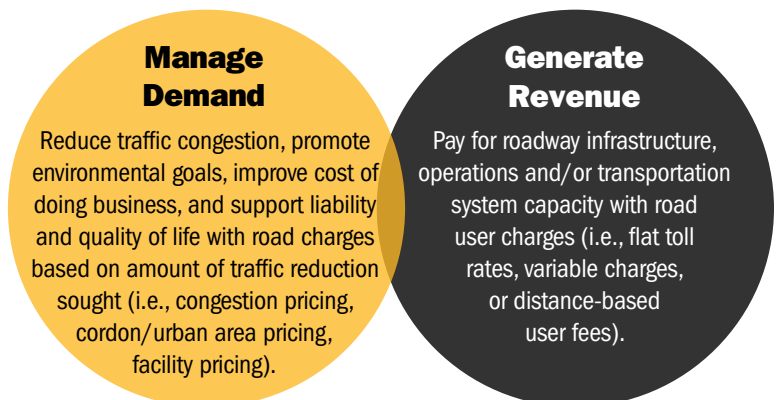 Manage
Demand
Reduce traffic congestion, promote
environmental goals, improve cost of
doing business, and support liability
and quality of life with road charges
based on amount of traffic reduction
sought (i.e., congestion pricing,
cordon/urban area pricing,
facility pricing).
Generate
Revenue
Pay for roadway infrastructure,
operations and/or transportation
system capacity with road
user charges (i.e., flat toll
rates, variable charges,
or distance-based
user fees).